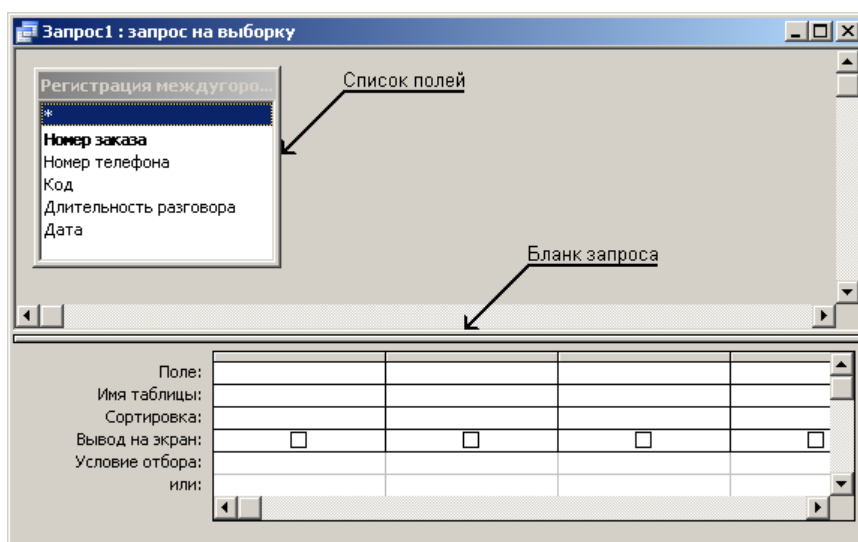 Запрос1 : запрос на выборку
Регистрация междугоро...
Список полей
*
Номер заказа
Номер телефона
Код
Длительность разговора
Дата
Бланк запроса
Поле:
Имя таблицы:
Сортировка:
Вывод на экран:
Условие отбора:
или: